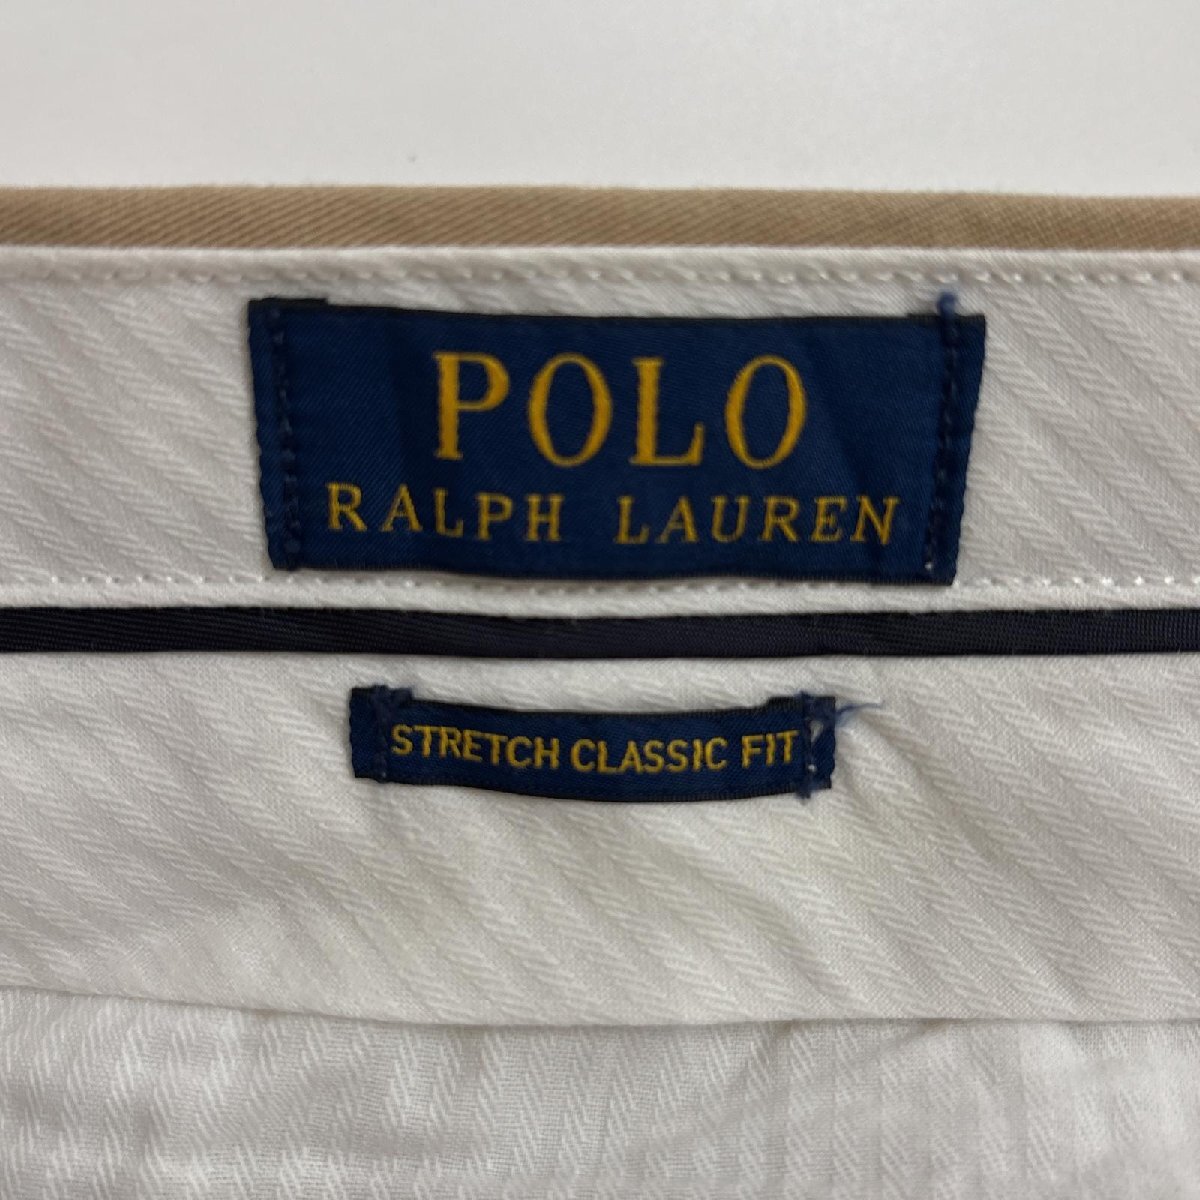 POLO
RALPH LAUREN
STRETCH CLASSIC FIT